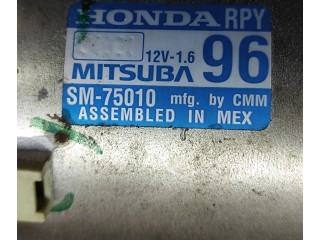 HONDA RPY
12V-1.6 96
MITSUBA
SM-75010 mfg. by CMM
ASSEMBLED IN MEX